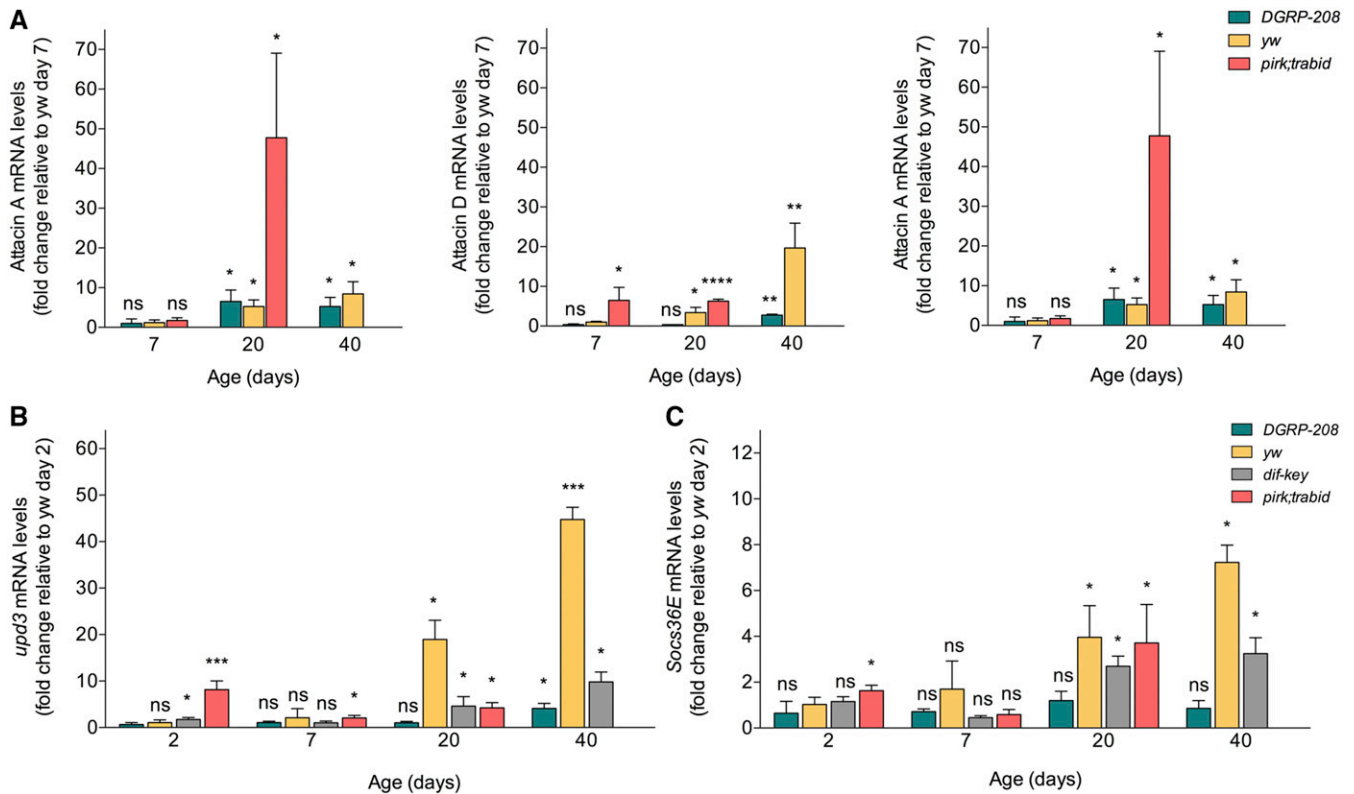 A
Attacin A mRNA levels
(fold change relative to yw day 7)
70
60
50
40
30
20
10
0
ns ns * * * * *
7 20 40
Age (days)
Attacin D mRNA levels
(fold change relative to yw day 7)
70
60
50
40
30
20
10
0
ns * ns * **** ** **
7 20 40
Age (days)
Attacin A mRNA levels
(fold change relative to yw day 7)
70
60
50
40
30
20
10
0
ns ns * * * * *
7 20 40
Age (days)
DGRP-208
yw
pirk;trabid
B
upd3 mRNA levels
(fold change relative to yw day 2)
60
50
40
30
20
10
0
ns ns * *** ns ns ns * ns * * * * *** *
2 7 20 40
Age (days)
C
Socs36E mRNA levels
(fold change relative to yw day 2)
12
10
8
6
4
2
0
ns ns * ns ns ns ns ns * * * ns * *
2 7 20 40
Age (days)
DGRP-208
yw
dif-key
pirk;trabid